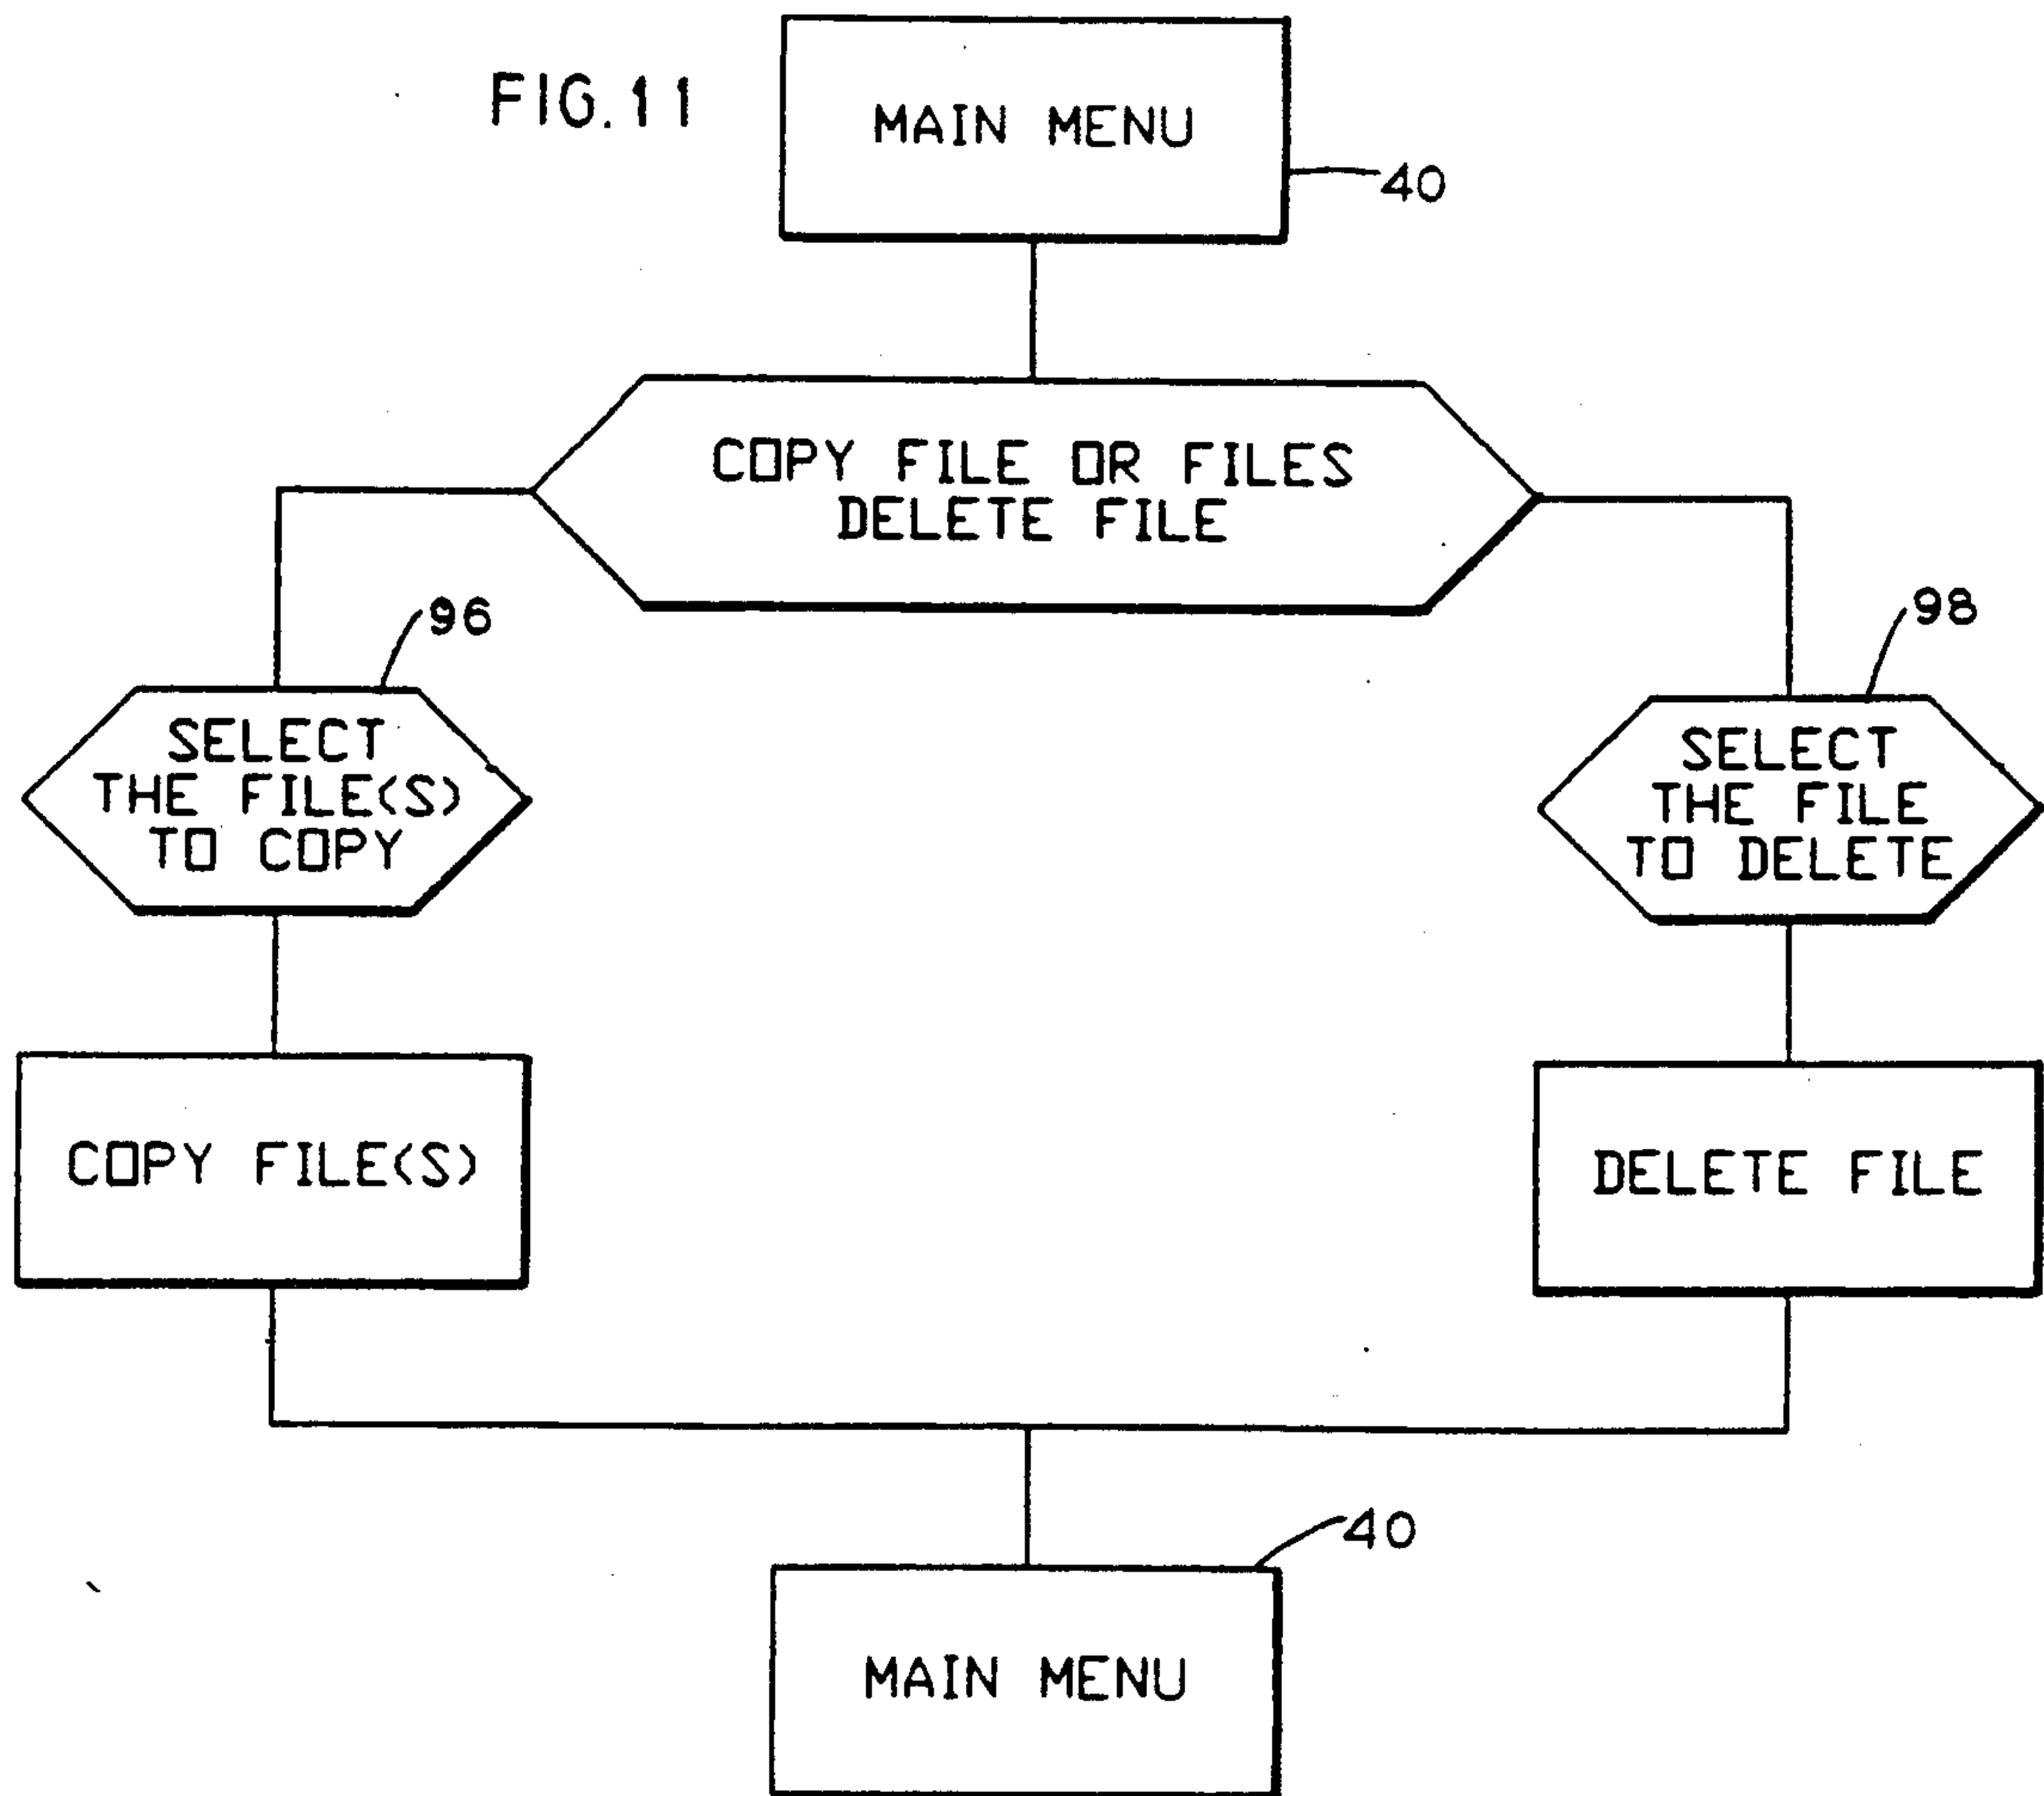 FIG. 11
MAIN MENU
40
COPY FILE OR FILES
DELETE FILE
96
98
SELECT
THE FILE(S)
TO COPY
SELECT
THE FILE
TO DELETE
COPY FILE(S)
DELETE FILE
40
MAIN MENU